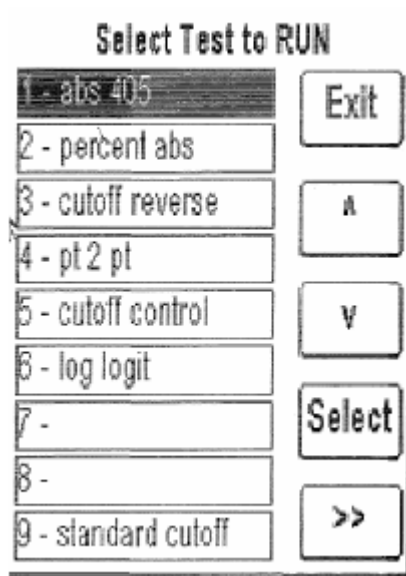 Select Test to RUN
1 - abs 405
2 - percent abs
3 - cutoff reverse
4 - pt 2 pt
5 - cutoff control
6 - log logit
7 -
8 -
9 - standard cutoff
Exit
ʌ
v
Select
>>